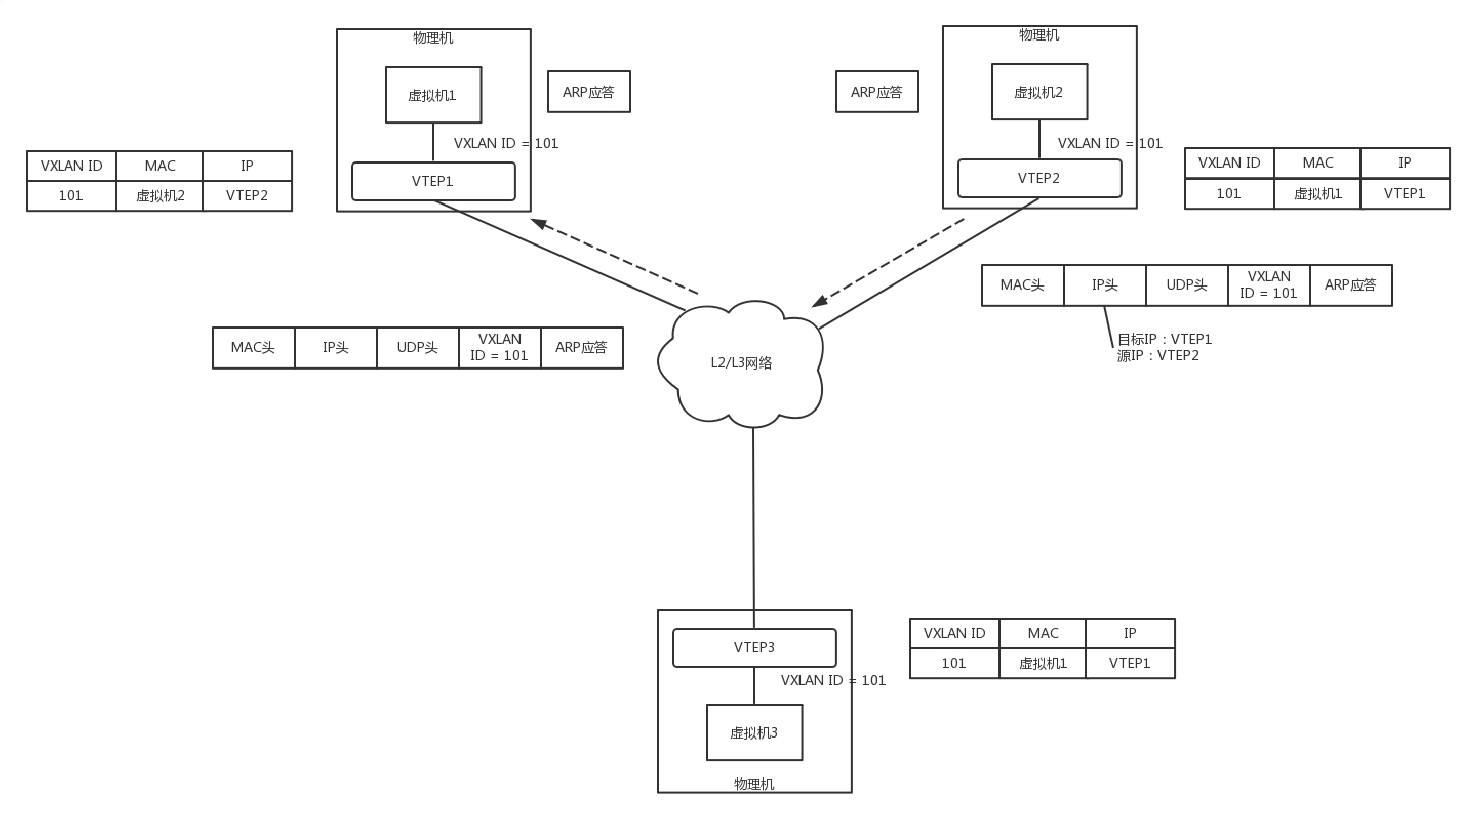 物理机
虚拟机1
ARP应答
VXLAN ID = 101
VTEP1
VXLAN ID MAC IP
101 虚拟机2 VTEP2
物理机
虚拟机2
ARP应答
VXLAN ID = 101
VTEP2
VXLAN ID MAC IP
101 虚拟机1 VTEP1
MAC头 IP头 UDP头 VXLAN ARP应答
ID = 101
目标IP：VTEP1
源IP：VTEP2
MAC头 IP头 UDP头 VXLAN ARP应答
ID = 101
L2/L3网络
VTEP3
VXLAN ID = 101
虚拟机3
物理机
VXLAN ID MAC IP
101 虚拟机1 VTEP1